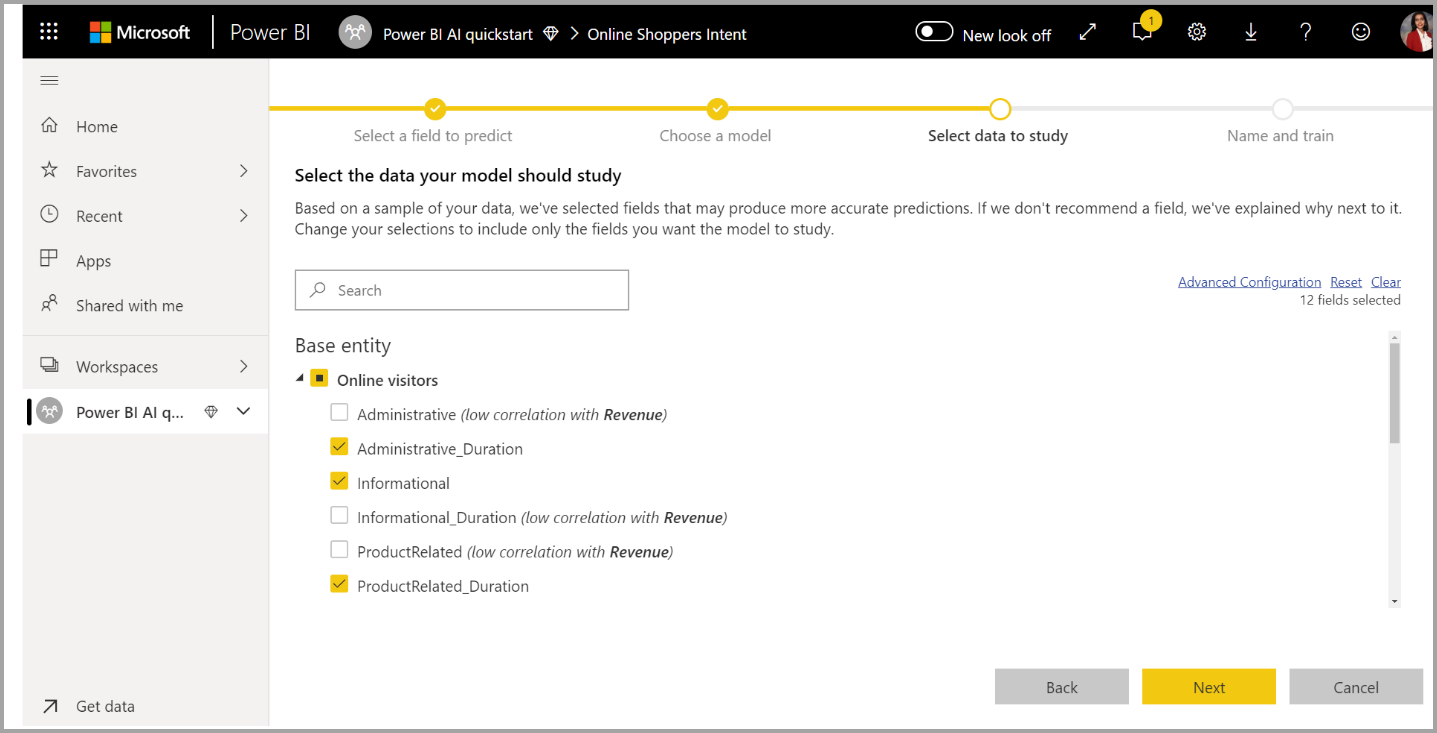 Microsoft Power BI Power BI AI quickstart > Online Shoppers Intent New look off 1 ?
Home
Favorites
Recent
Apps
Shared with me
Workspaces
Power BI AI q...
Get data
Select a field to predict Choose a model Select data to study Name and train
Select the data your model should study
Based on a sample of your data, we've selected fields that may produce more accurate predictions. If we don't recommend a field, we've explained why next to it.
Change your selections to include only the fields you want the model to study.
Search
Advanced Configuration Reset Clear
12 fields selected
Base entity
Online visitors
Administrative (low correlation with Revenue)
Administrative_Duration
Informational
Informational_Duration (low correlation with Revenue)
ProductRelated (low correlation with Revenue)
ProductRelated_Duration
Back Next Cancel